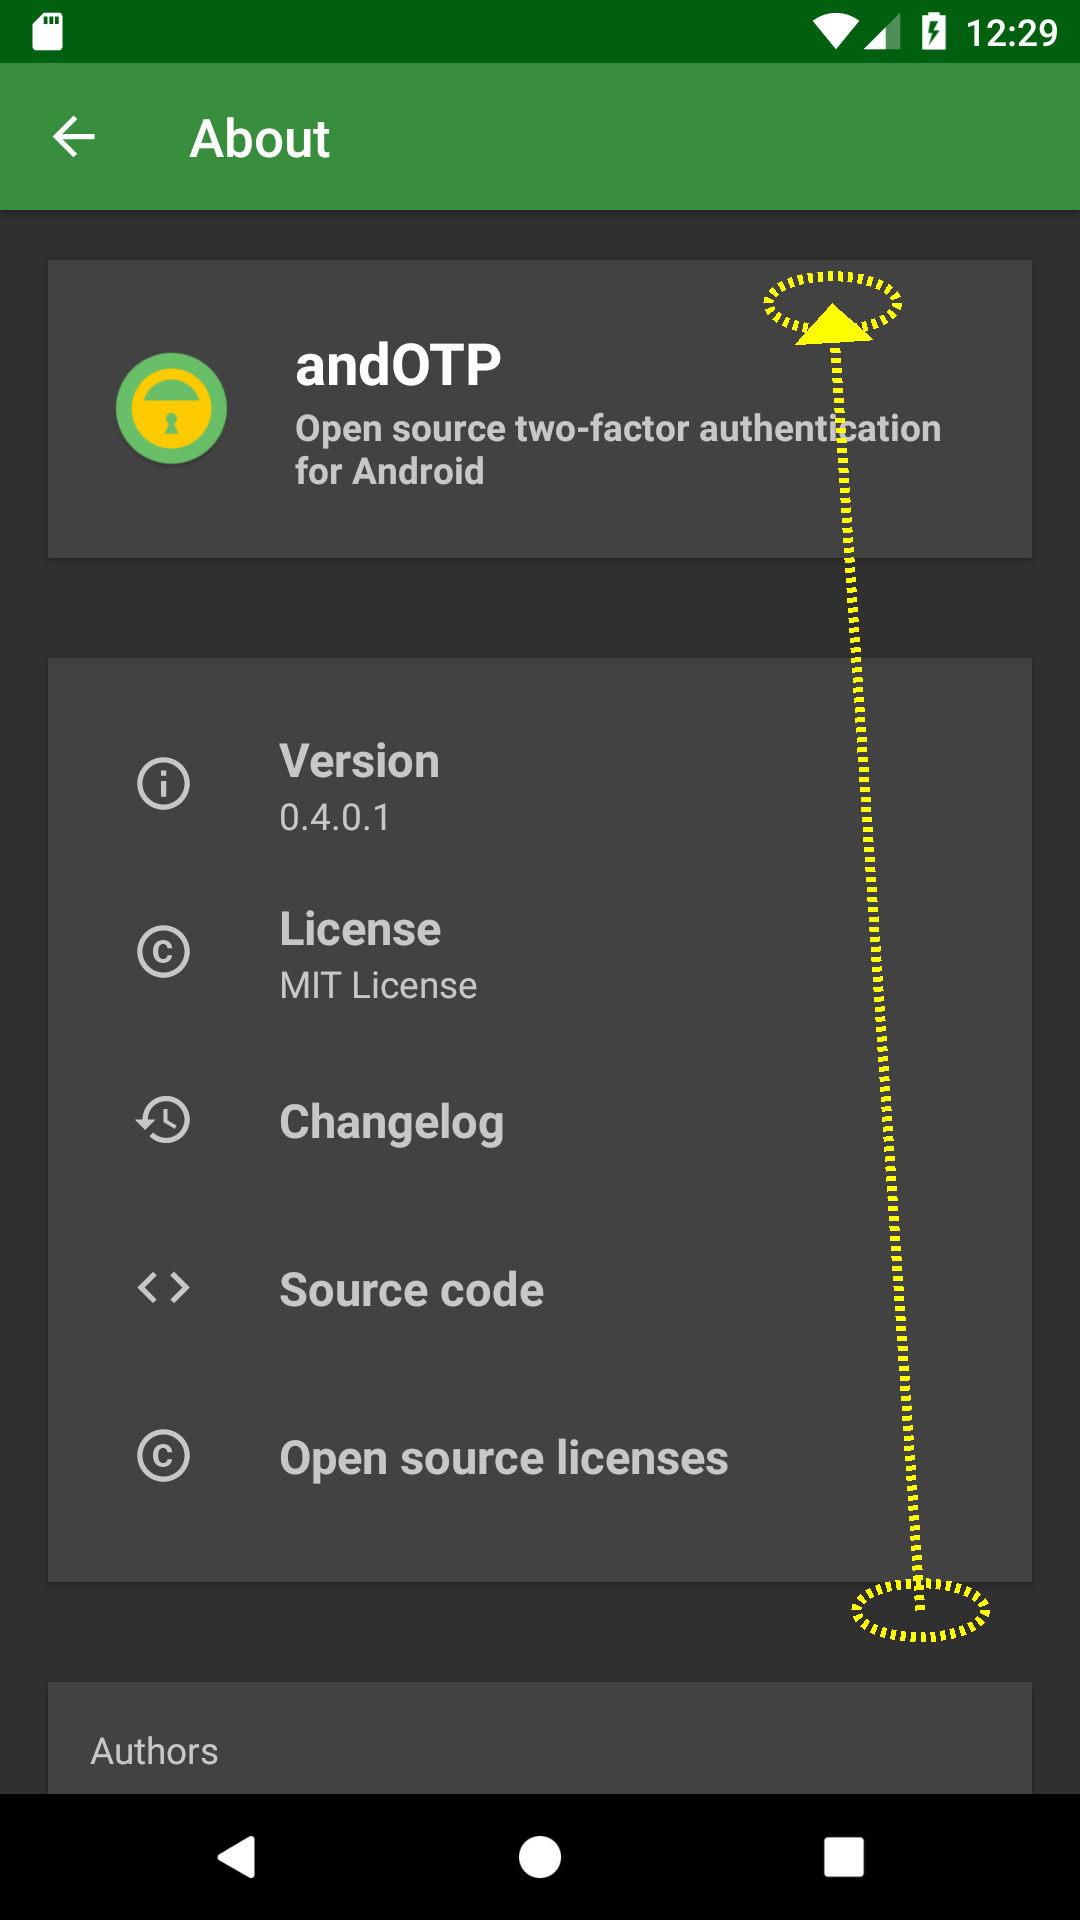 12:29
About
andOTP
Open source two-factor authentication
for Android
Version
0.4.0.1
License
MIT License
Changelog
Source code
Open source licenses
Authors